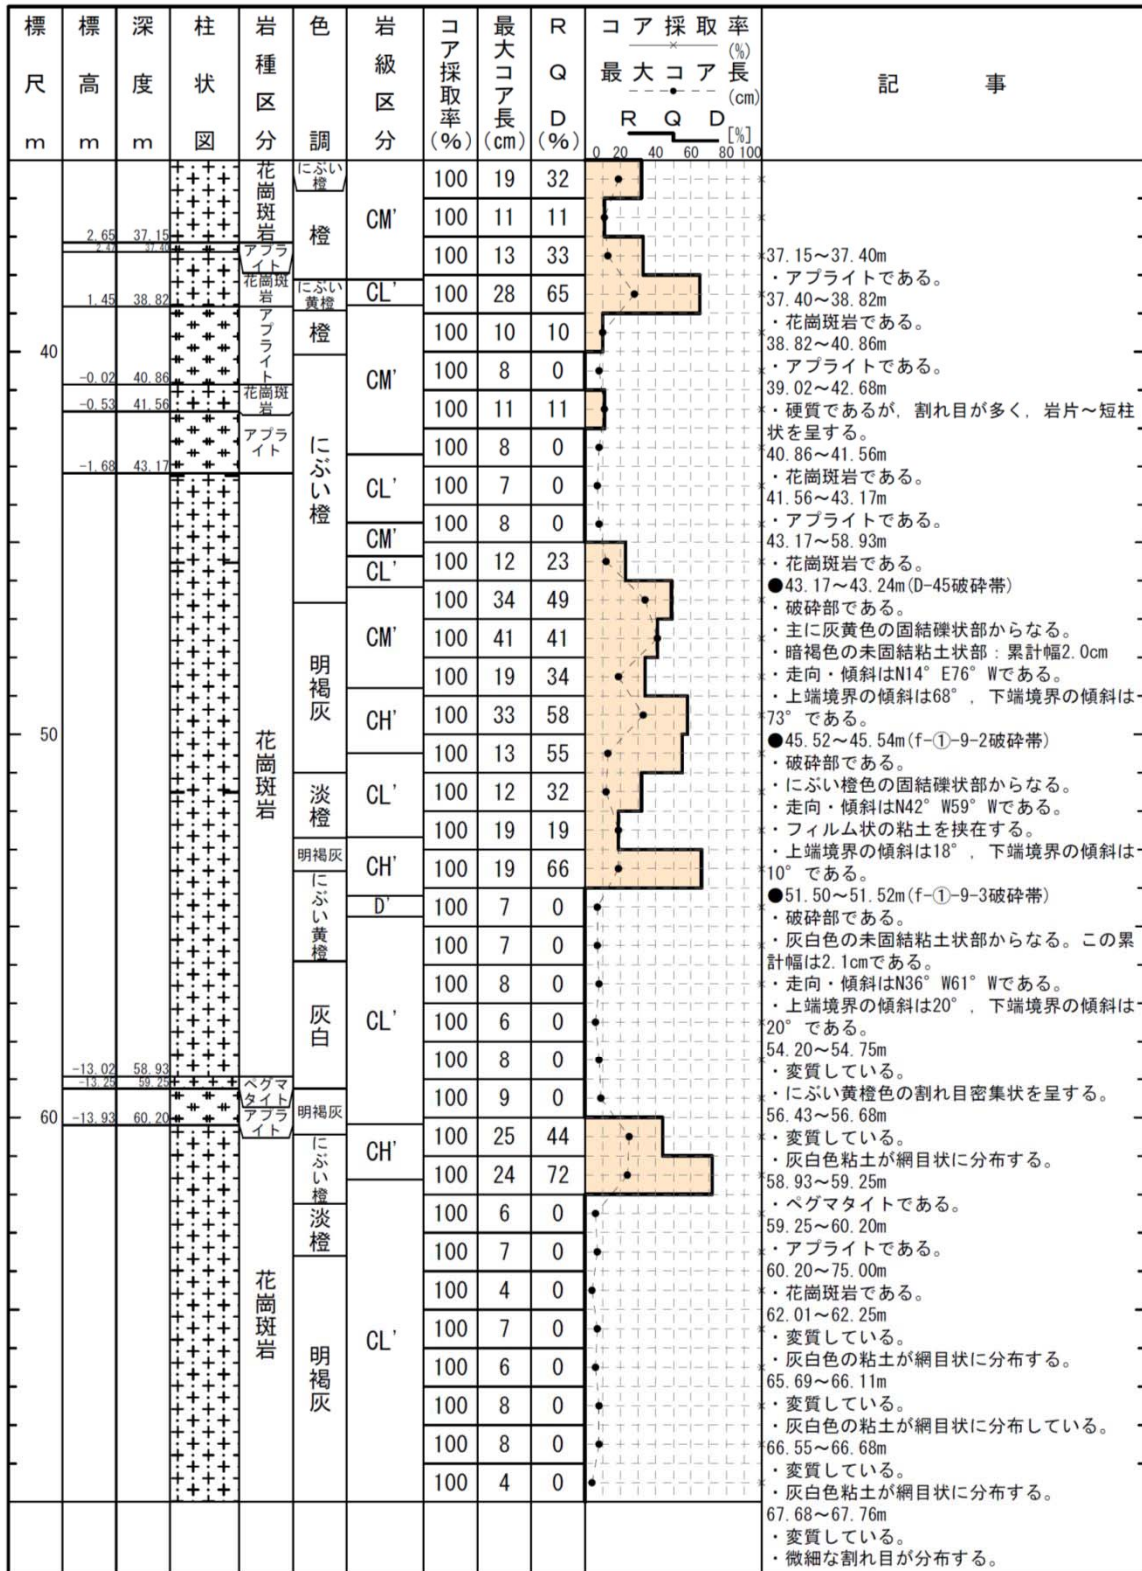 標尺 m
標高 m
深度 m
柱状図
岩種区分
色調
岩級区分
コア採取率(%)
最大コア長(cm)
RQD(%)
コア採取率(%)
最大コア長(cm)
RQD[%]
0 20 40 60 80 100
記事
40
50
60
2.65 37.15
37.40
1.45 38.82
-0.02 40.86
-0.53 41.56
-1.68 43.17
-13.02 58.93
-13.25 59.25
-13.93 60.20
花崗斑岩
アプライト
花崗斑岩
アプライト
花崗斑岩
アプライト
花崗斑岩
ペグマタイト
アプライト
花崗斑岩
にぶい橙
橙
にぶい黄橙
橙
にぶい橙
明褐灰
淡橙
明褐灰
にぶい黄橙
灰白
明褐灰
にぶい橙
淡橙
明褐灰
CM'
CL'
CM'
CL'
CM'
CL'
CM'
CH'
CL'
CH'
D'
CL'
CH'
CL'
100 19 32
100 11 11
100 13 33
100 28 65
100 10 10
100 8 0
100 11 11
100 8 0
100 7 0
100 8 0
100 12 23
100 34 49
100 41 41
100 19 34
100 33 58
100 13 55
100 12 32
100 19 19
100 19 66
100 7 0
100 7 0
100 8 0
100 6 0
100 8 0
100 9 0
100 25 44
100 24 72
100 6 0
100 7 0
100 4 0
100 7 0
100 6 0
100 8 0
100 8 0
100 4 0
37.15～37.40m
・アプライトである。
37.40～38.82m
・花崗斑岩である。
38.82～40.86m
・アプライトである。
39.02～42.68m
・硬質であるが，割れ目が多く，岩片～短柱
状を呈する。
40.86～41.56m
・花崗斑岩である。
41.56～43.17m
・アプライトである。
43.17～58.93m
・花崗斑岩である。
●43.17～43.24m(D-45破砕帯)
・破砕部である。
・主に灰黄色の固結礫状部からなる。
・暗褐色の未固結粘土状部：累計幅2.0cm
・走向・傾斜はN14°E76°Wである。
・上端境界の傾斜は68°，下端境界の傾斜は
73°である。
●45.52～45.54m(f-①-9-2破砕帯)
・破砕部である。
・にぶい橙色の固結礫状部からなる。
・走向・傾斜はN42°W59°Wである。
・フィルム状の粘土を挟在する。
・上端境界の傾斜は18°，下端境界の傾斜は
10°である。
●51.50～51.52m(f-①-9-3破砕帯)
・破砕部である。
・灰白色の未固結粘土状部からなる。この累
計幅は2.1cmである。
・走向・傾斜はN36°W61°Wである。
・上端境界の傾斜は20°，下端境界の傾斜は
20°である。
54.20～54.75m
・変質している。
・にぶい黄橙色の割れ目密集状を呈する。
56.43～56.68m
・変質している。
・灰白色粘土が網目状に分布する。
58.93～59.25m
・ペグマタイトである。
59.25～60.20m
・アプライトである。
60.20～75.00m
・花崗斑岩である。
62.01～62.25m
・変質している。
・灰白色の粘土が網目状に分布する。
65.69～66.11m
・変質している。
・灰白色の粘土が網目状に分布している。
66.55～66.68m
・変質している。
・灰白色粘土が網目状に分布する。
67.68～67.76m
・変質している。
・微細な割れ目が分布する。